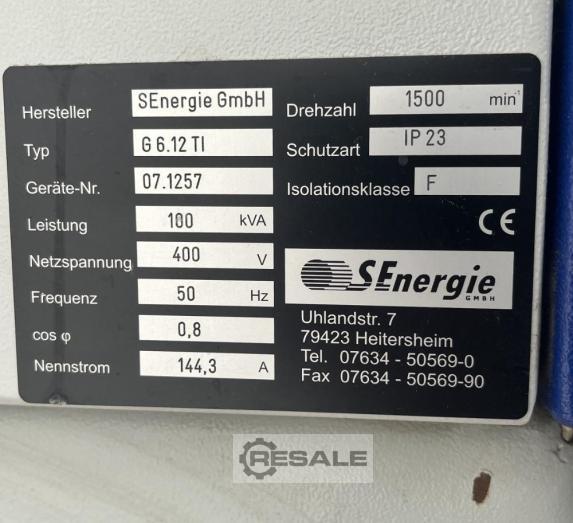 Hersteller SEnergie GmbH
Typ G 6.12 TI
Geräte-Nr. 07.1257
Leistung 100 kVA
Netzspannung 400 V
Frequenz 50 Hz
cos φ 0,8
Nennstrom 144,3 A
Drehzahl 1500 min⁻¹
Schutzart IP 23
Isolationsklasse F
CE
SEnergie
GMBH
Uhlandstr. 7
79423 Heitersheim
Tel. 07634 - 50569-0
Fax 07634 - 50569-90
RESALE